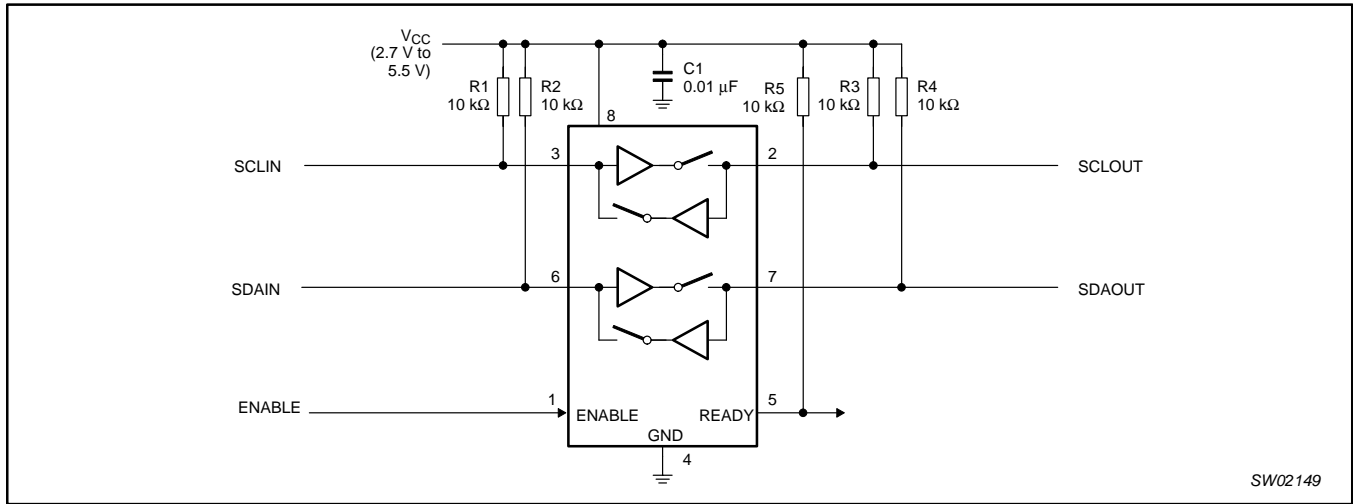 VCC
(2.7 V to
5.5 V)
R1
10 kΩ
R2
10 kΩ
C1
0.01 μF
R5
10 kΩ
R3
10 kΩ
R4
10 kΩ
8
SCLIN
3
2
SCLOUT
SDAIN
6
7
SDAOUT
ENABLE
1
ENABLE
READY
5
GND
4
SW02149